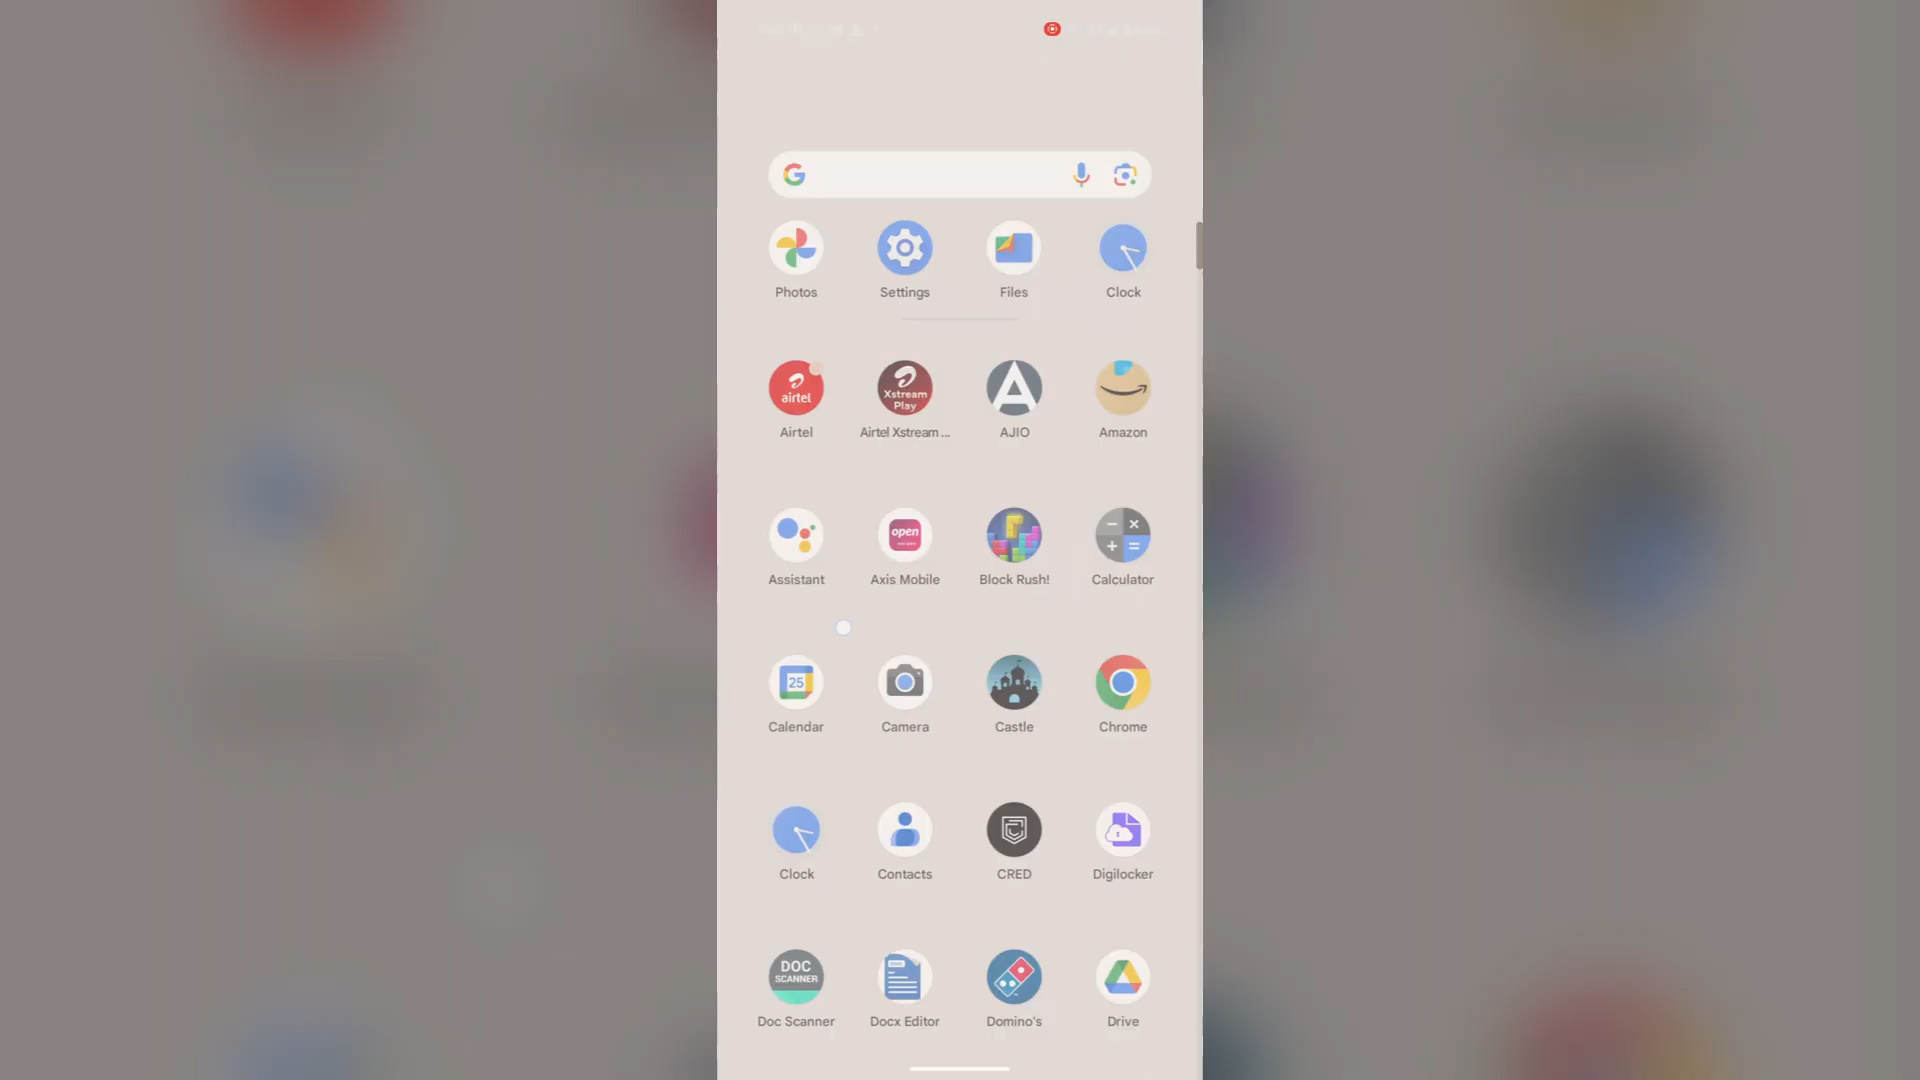 Photos Settings Files Clock
airtel Xstream Play
Airtel Airtel Xstream ... AJIO Amazon
open
Assistant Axis Mobile Block Rush! Calculator
25
Calendar Camera Castle Chrome
Clock Contacts CRED Digilocker
DOC SCANNER
Doc Scanner Docx Editor Domino's Drive